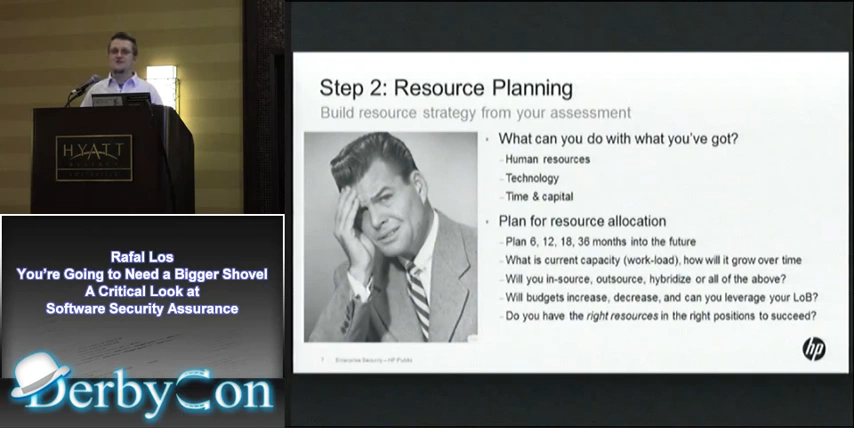 HYATT
Rafal Los
You're Going to Need a Bigger Shovel
A Critical Look at
Software Security Assurance
DerbyCon
Step 2: Resource Planning
Build resource strategy from your assessment
• What can you do with what you've got?
– Human resources
– Technology
– Time & capital
• Plan for resource allocation
– Plan 6, 12, 18, 36 months into the future
– What is current capacity (work-load), how will it grow over time
– Will you in-source, outsource, hybridize or all of the above?
– Will budgets increase, decrease, and can you leverage your LoB?
– Do you have the right resources in the right positions to succeed?
Enterprise Security – HP Public
hp